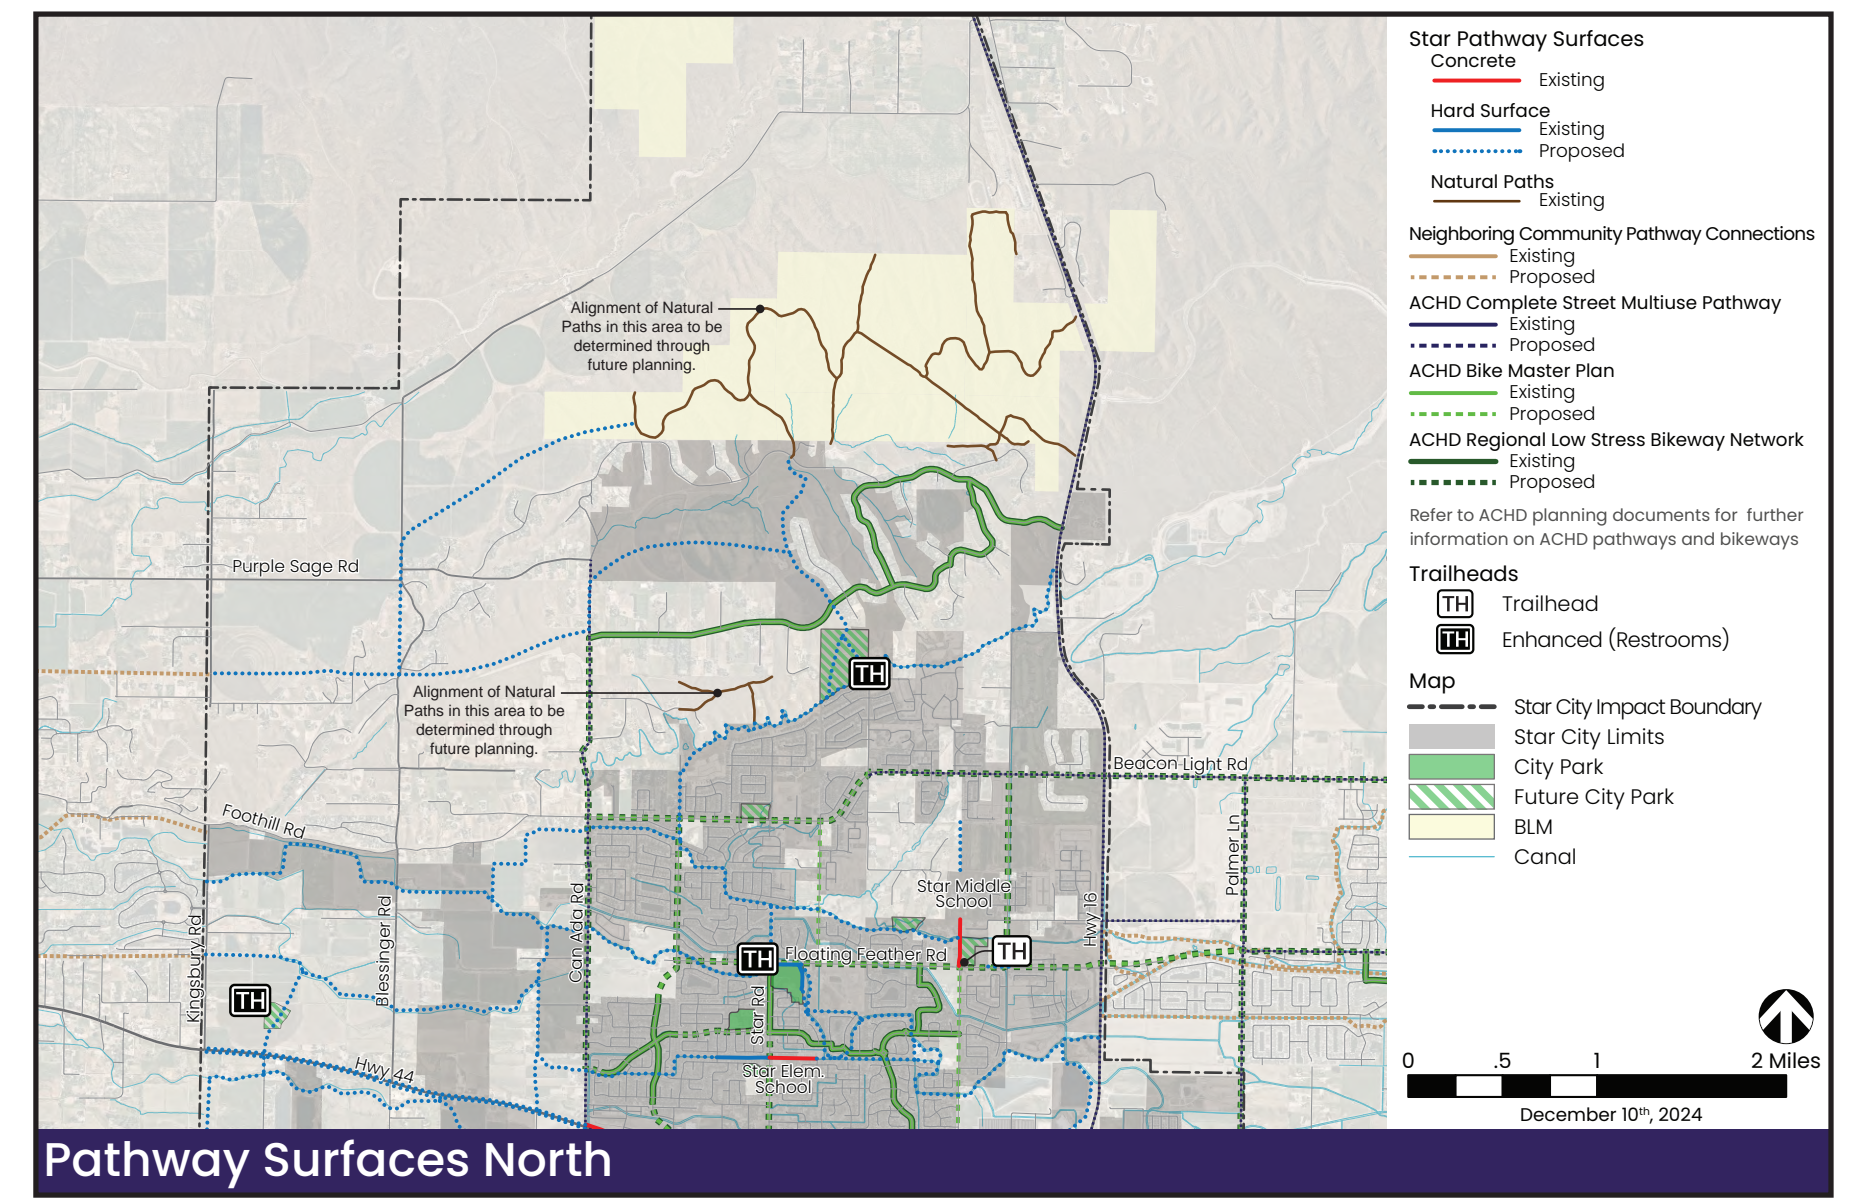 Star Pathway Surfaces
Concrete
Existing
Hard Surface
Existing
Proposed
Natural Paths
Existing
Neighboring Community Pathway Connections
Existing
Proposed
ACHD Complete Street Multiuse Pathway
Existing
Proposed
ACHD Bike Master Plan
Existing
Proposed
ACHD Regional Low Stress Bikeway Network
Existing
Proposed
Refer to ACHD planning documents for further
information on ACHD pathways and bikeways
Trailheads
TH Trailhead
TH Enhanced (Restrooms)
Map
Star City Impact Boundary
Star City Limits
City Park
Future City Park
BLM
Canal
0 .5 1 2 Miles
December 10th, 2024
Alignment of Natural
Paths in this area to be
determined through
future planning.
Purple Sage Rd
TH
Alignment of Natural
Paths in this area to be
determined through
future planning.
Beacon Light Rd
Foothill Rd
Palmer Ln
Star Middle
School
Hwy 16
Kingsbury Rd
Blessinger Rd
Can Ada Rd
TH
Floating Feather Rd
TH
TH
Star Rd
Hwy 44
Star Elem.
School
Pathway Surfaces North